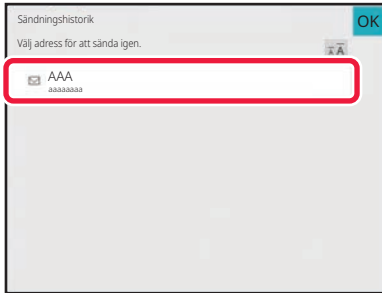 Sändningshistorik
OK
Välj adress för att sända igen.
A A
AAA
aaaaaaaa